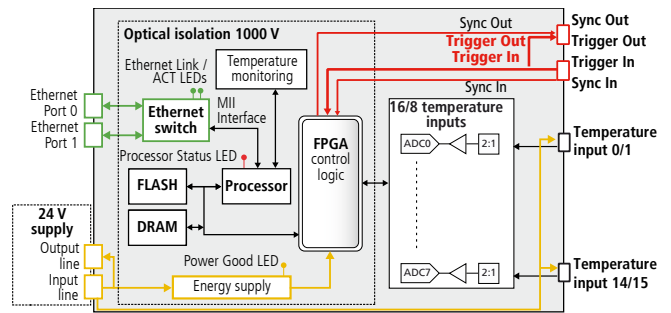 Optical isolation 1000 V
Sync Out
Sync Out
Trigger Out
Trigger Out
Trigger In
Trigger In
Sync In
Sync In
Ethernet Link /
ACT LEDs
Temperature
monitoring
Ethernet
Port 0
Ethernet
Port 1
Ethernet
switch
MII
Interface
16/8 temperature
inputs
FPGA
control
logic
ADC0
2:1
Temperature
input 0/1
Processor Status LED
FLASH
Processor
DRAM
24 V
supply
Output
line
Input
line
Power Good LED
Energy supply
ADC7
2:1
Temperature
input 14/15